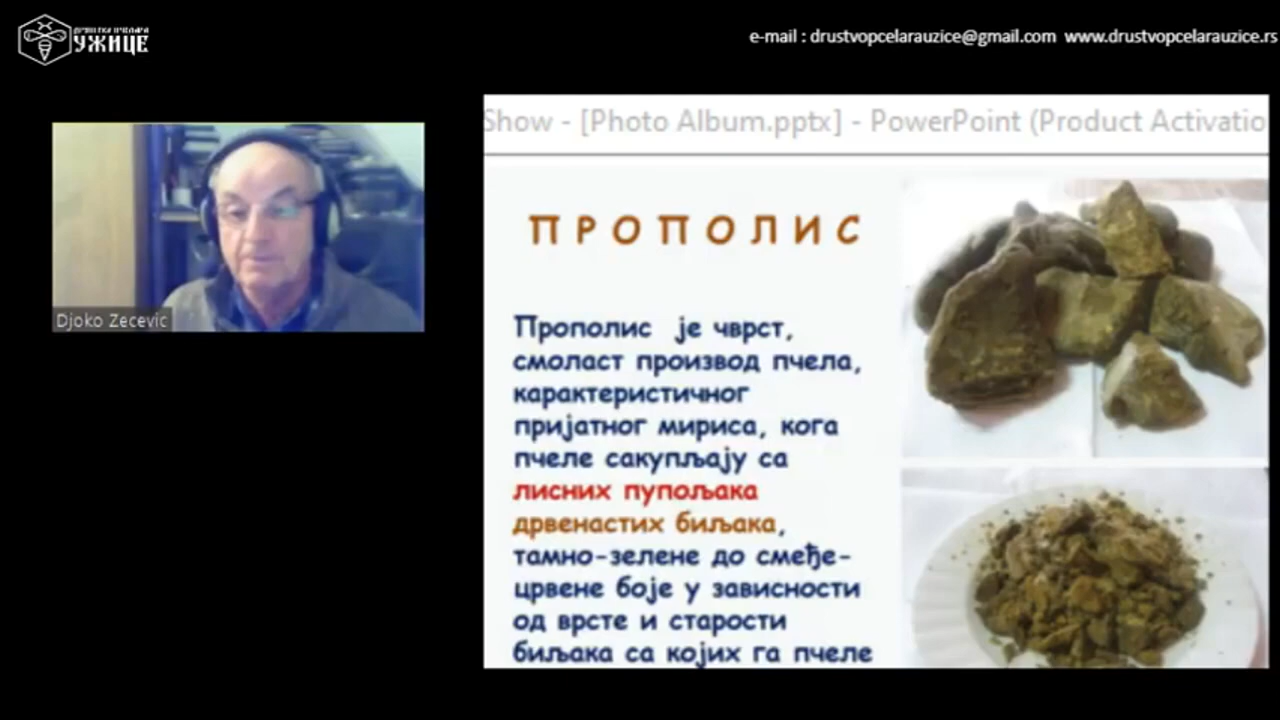 УЖИЦЕ
e-mail : drustvopcelarauzice@gmail.com www.drustvopcelarauzice.rs
Show - [Photo Album.pptx] - PowerPoint (Product Activatio
Djoko Zecevic
ПРОПОЛИС
Прополис је чврст,
смоласт производ пчела,
карактеристичног
пријатног мириса, кога
пчеле сакупљају са
лисних пупољака
дрвенастих биљака,
тамно-зелене до смеђе-
црвене боје у зависности
од врсте и старости
биљака са којих га пчеле